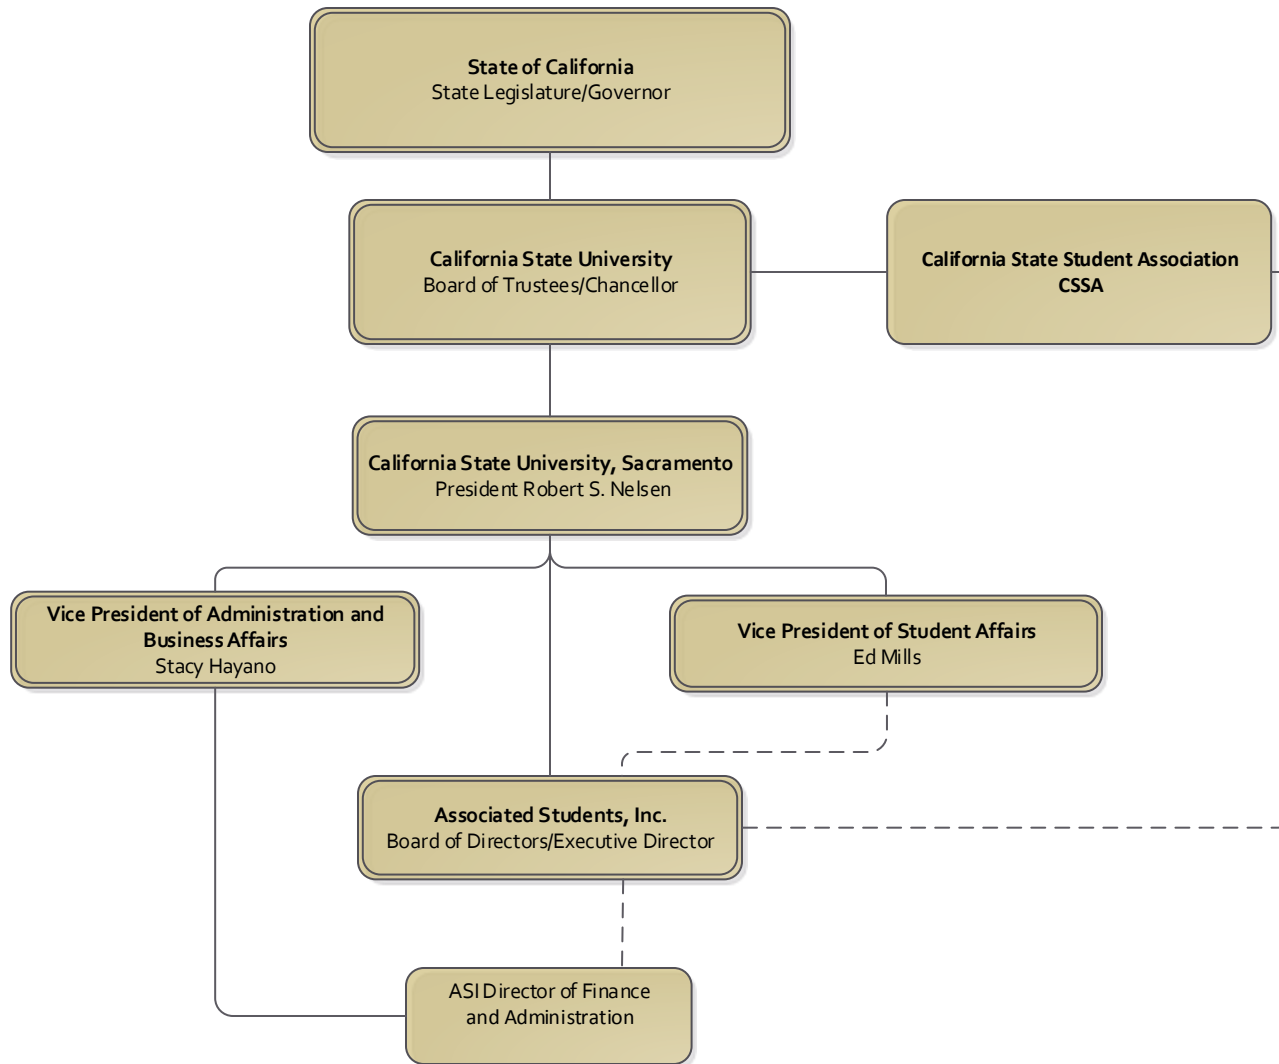 State of California
State Legislature/Governor
California State University
Board of Trustees/Chancellor
California State Student Association
CSSA
California State University, Sacramento
President Robert S. Nelsen
Vice President of Administration and
Business Affairs
Stacy Hayano
Vice President of Student Affairs
Ed Mills
Associated Students, Inc.
Board of Directors/Executive Director
ASI Director of Finance
and Administration